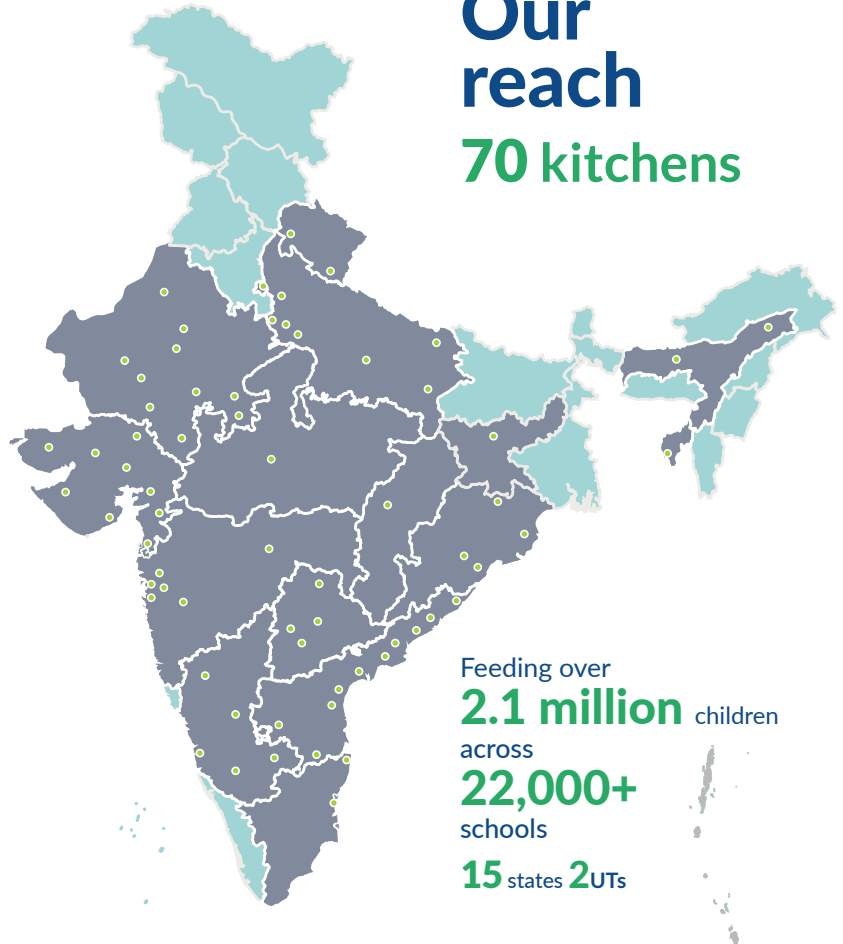 Our
reach
70 kitchens
Feeding over
2.1 million children
across
22,000+
schools
15 states 2UTs